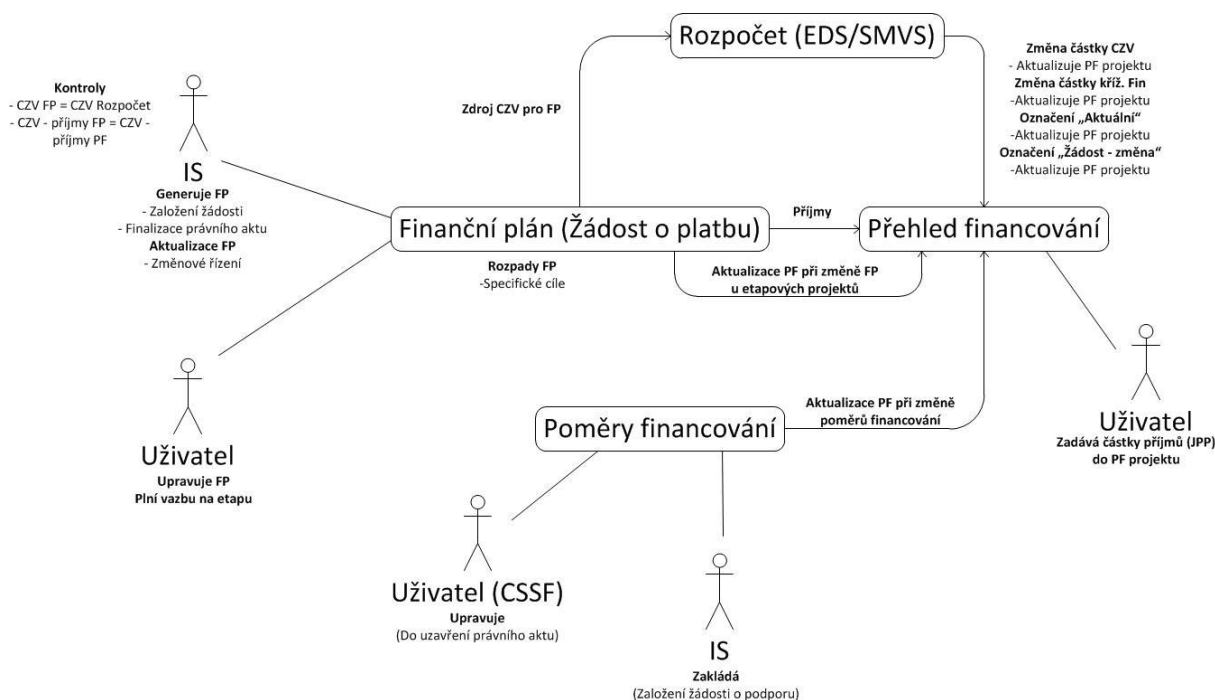 Rozpočet (EDS/SMVS)
Změna částky CZV
- Aktualizuje PF projektu
Změna částky kříž. Fin
-Aktualizuje PF projektu
Označení „Aktuální“
-Aktualizuje PF projektu
Označení „Žádost - změna“
-Aktualizuje PF projektu
Kontroly
- CZV FP = CZV Rozpočet
- CZV - příjmy FP = CZV -
příjmy PF
Zdroj CZV pro FP
IS
Generuje FP
- Založení žádosti
- Finalizace právního aktu
Aktualizace FP
- Změnové řízení
Finanční plán (Žádost o platbu)
Příjmy
Přehled financování
Rozpady FP
-Specifické cíle
Aktualizace PF při změně FP
u etapových projektů
Uživatel
Upravuje FP
Plní vazbu na etapu
Poměry financování
Aktualizace PF při změně
poměrů financování
Uživatel
Zadává částky příjmů (JPP)
do PF projektu
Uživatel (CSSF)
Upravuje
(Do uzavření právního aktu)
IS
Zakládá
(Založení žádosti o podporu)